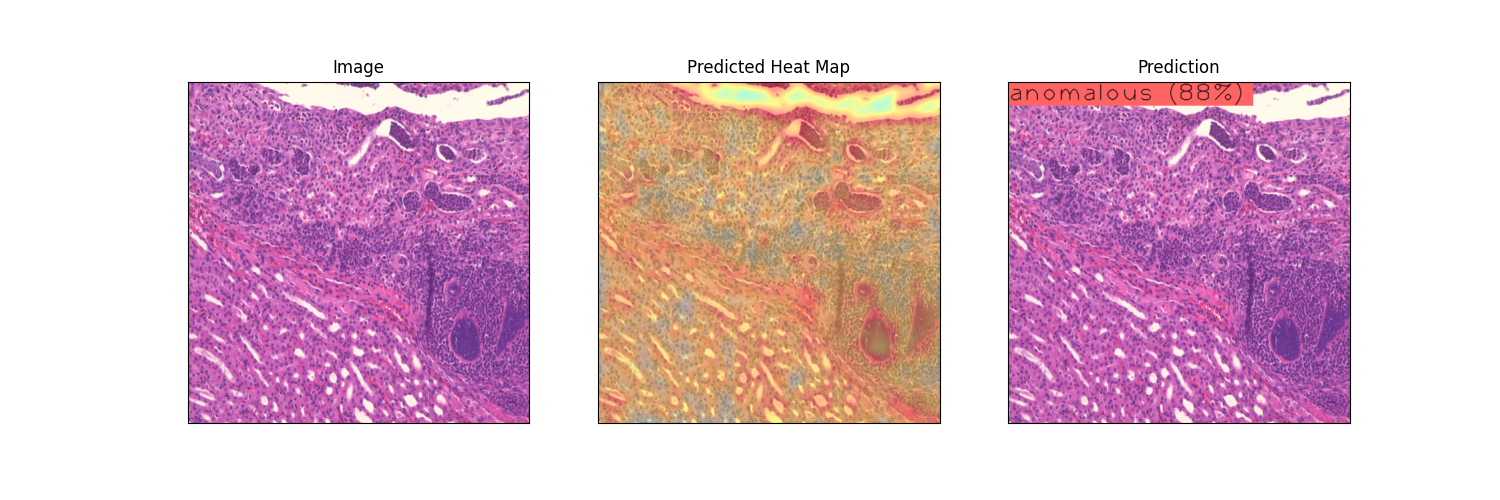 Image
Predicted Heat Map
Prediction
anomalous (88%)